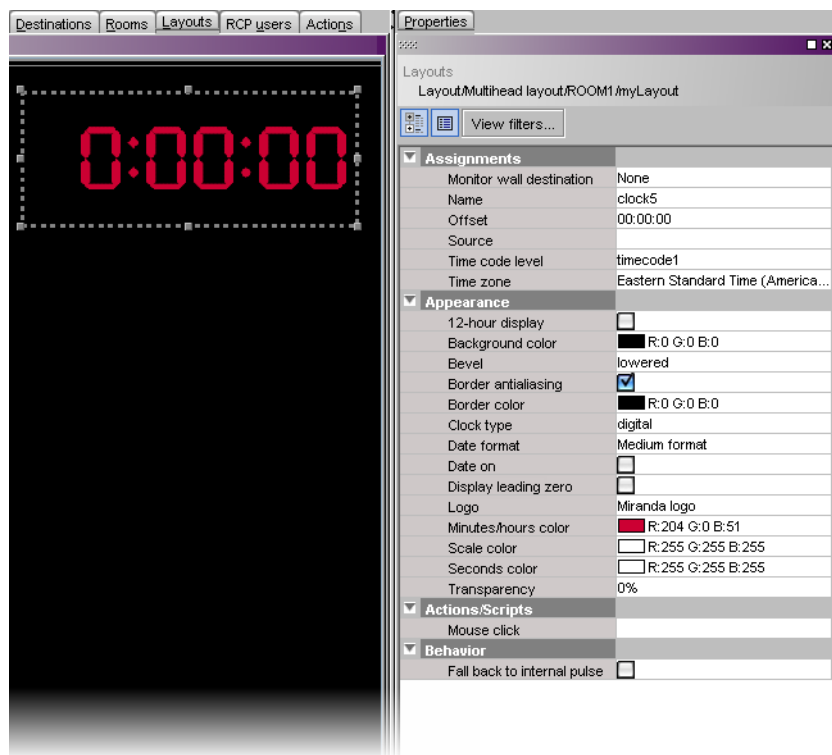 Destinations Rooms Layouts RCP users Actions
Properties
Layouts
Layout/Multihead layout/ROOM1/myLayout
View filters...
0:00:00
Assignments
Monitor wall destination None
Name clock5
Offset 00:00:00
Source
Time code level timecode1
Time zone Eastern Standard Time (America...
Appearance
12-hour display
Background color R:0 G:0 B:0
Bevel lowered
Border antialiasing
Border color R:0 G:0 B:0
Clock type digital
Date format Medium format
Date on
Display leading zero
Logo Miranda logo
Minutes/hours color R:204 G:0 B:51
Scale color R:255 G:255 B:255
Seconds color R:255 G:255 B:255
Transparency 0%
Actions/Scripts
Mouse click
Behavior
Fall back to internal pulse